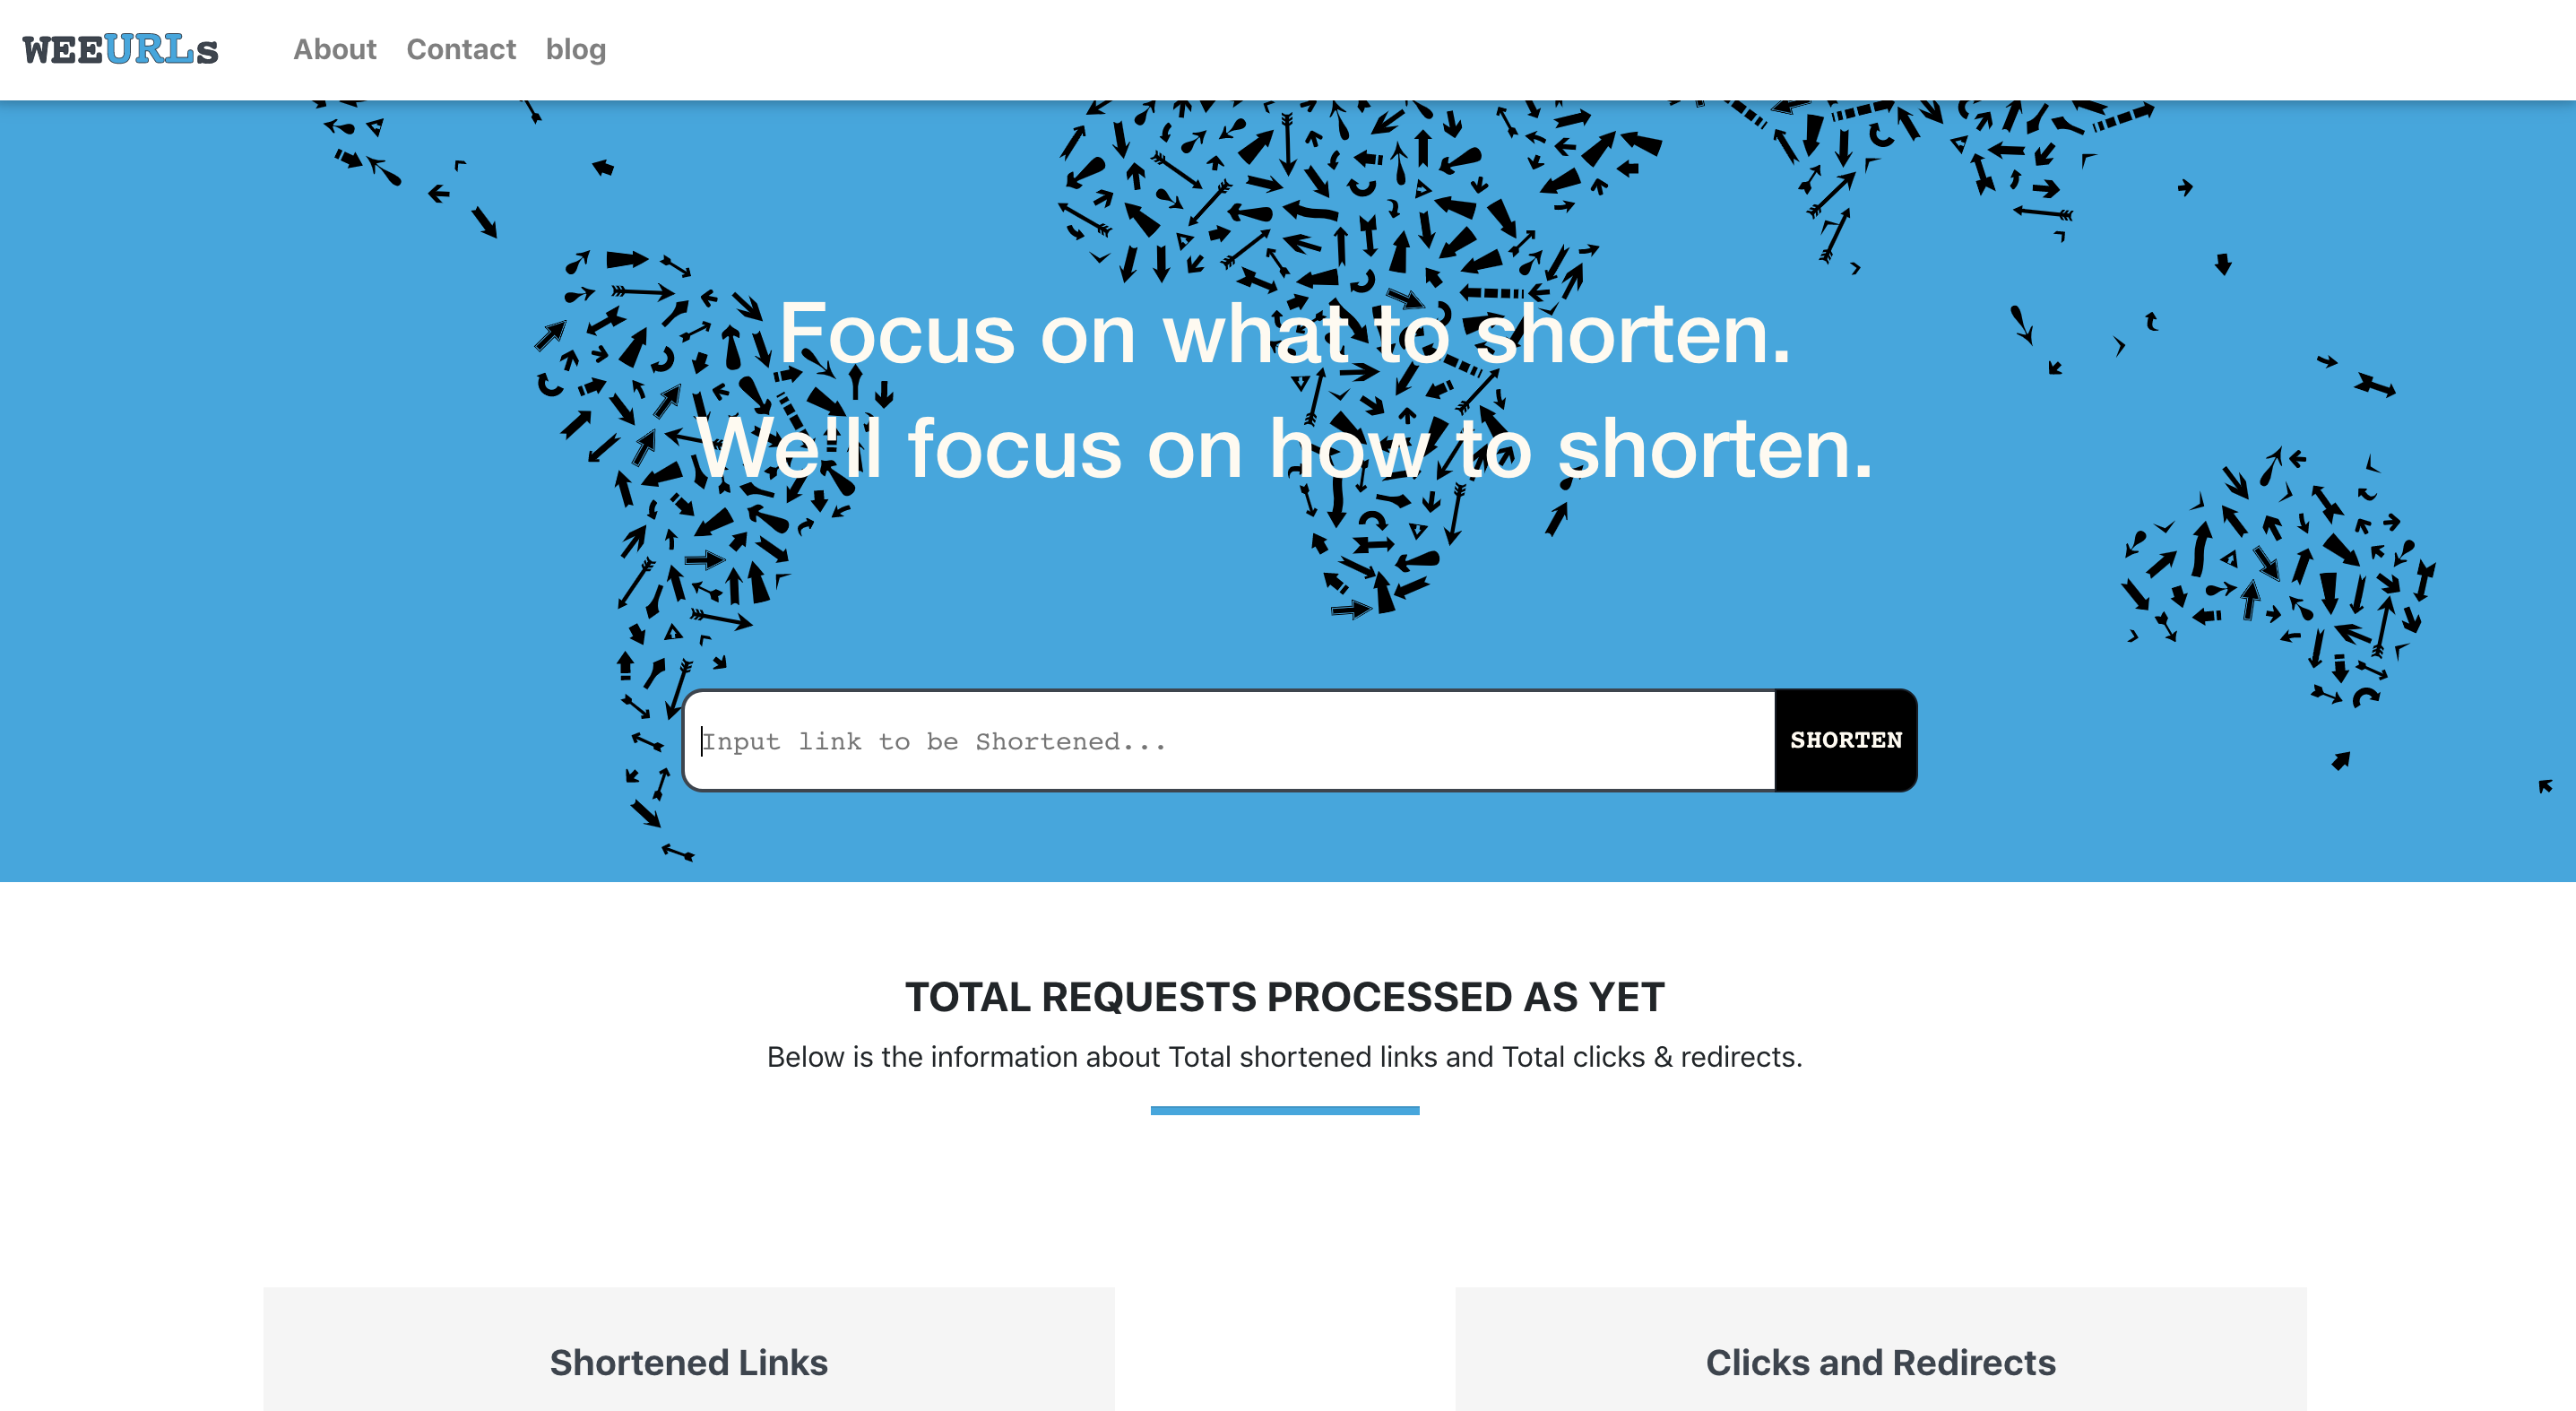 WEEURLs About Contact blog
Focus on what to shorten.
We'll focus on how to shorten.
Input link to be Shortened... SHORTEN
TOTAL REQUESTS PROCESSED AS YET
Below is the information about Total shortened links and Total clicks & redirects.
Shortened Links Clicks and Redirects